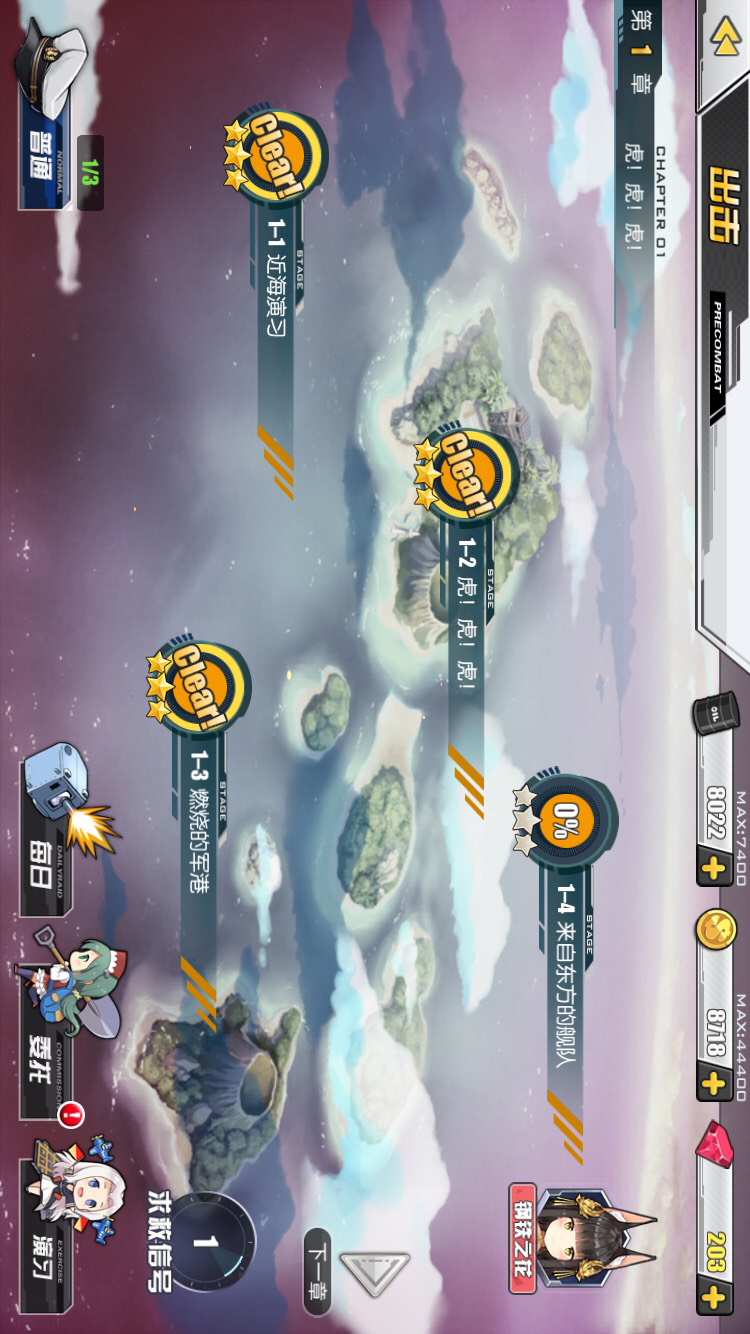 出击
PRECOMBAT
MAX:7400
8022
MAX:44400
8718
203
CHAPTER 01
第1章 虎！虎！虎！
0%
STAGE
1-4 来自东方的舰队
钢铁之花
OIL
Clear!
STAGE
1-2 虎！虎！虎！
Clear!
STAGE
1-1 近海演习
Clear!
STAGE
1-3 燃烧的军港
下一章
1
求救信号
1/3
NORMAL
普通
DAILYRAID
每日
COMMISSION
委托
EXERCISE
演习